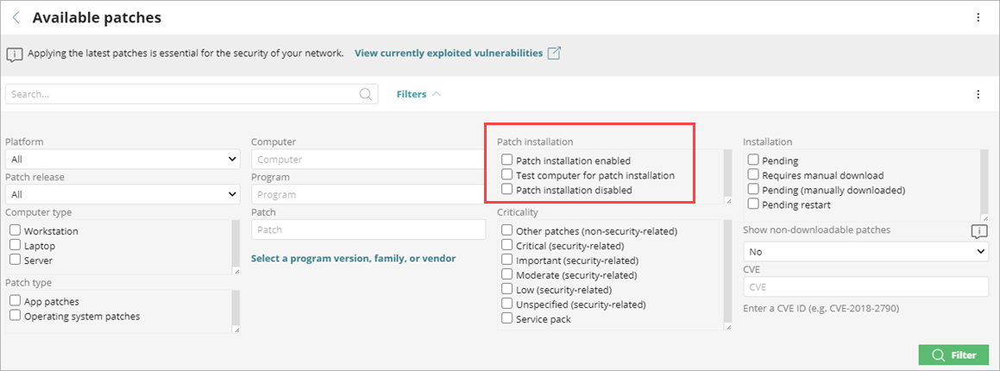 Available patches
Applying the latest patches is essential for the security of your network. View currently exploited vulnerabilities
Search...
Filters
Platform
All
Patch release
All
Computer type
Workstation
Laptop
Server
Patch type
App patches
Operating system patches
Computer
Computer
Program
Program
Patch
Patch
Select a program version, family, or vendor
Patch installation
Patch installation enabled
Test computer for patch installation
Patch installation disabled
Criticality
Other patches (non-security-related)
Critical (security-related)
Important (security-related)
Moderate (security-related)
Low (security-related)
Unspecified (security-related)
Service pack
Installation
Pending
Requires manual download
Pending (manually downloaded)
Pending restart
Show non-downloadable patches
No
CVE
CVE
Enter a CVE ID (e.g. CVE-2018-2790)
Filter